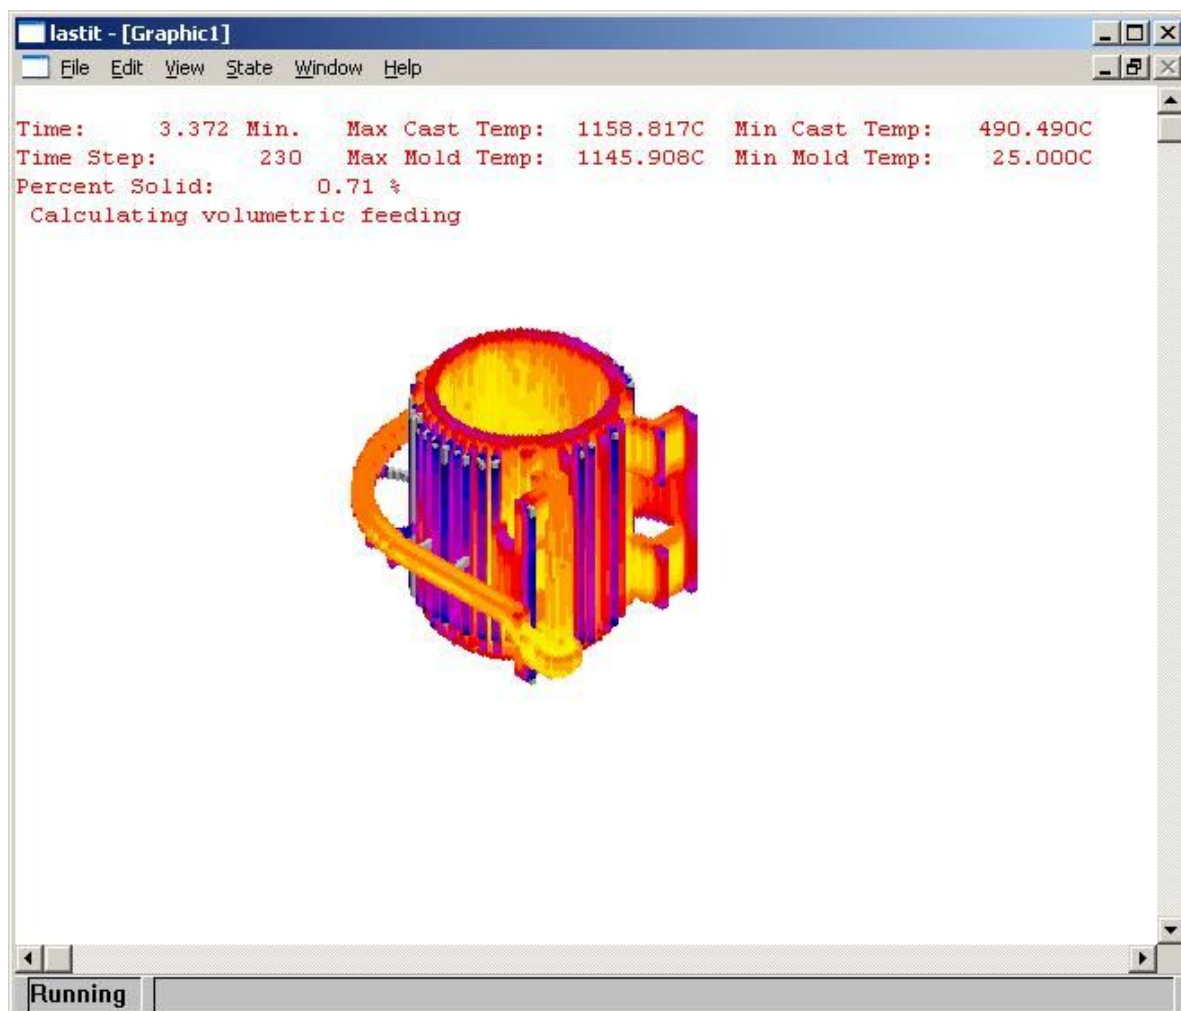 lastit - [Graphic1]
File Edit View State Window Help
Time: 3.372 Min. Max Cast Temp: 1158.817C Min Cast Temp: 490.490C
Time Step: 230 Max Mold Temp: 1145.908C Min Mold Temp: 25.000C
Percent Solid: 0.71 %
Calculating volumetric feeding
Running